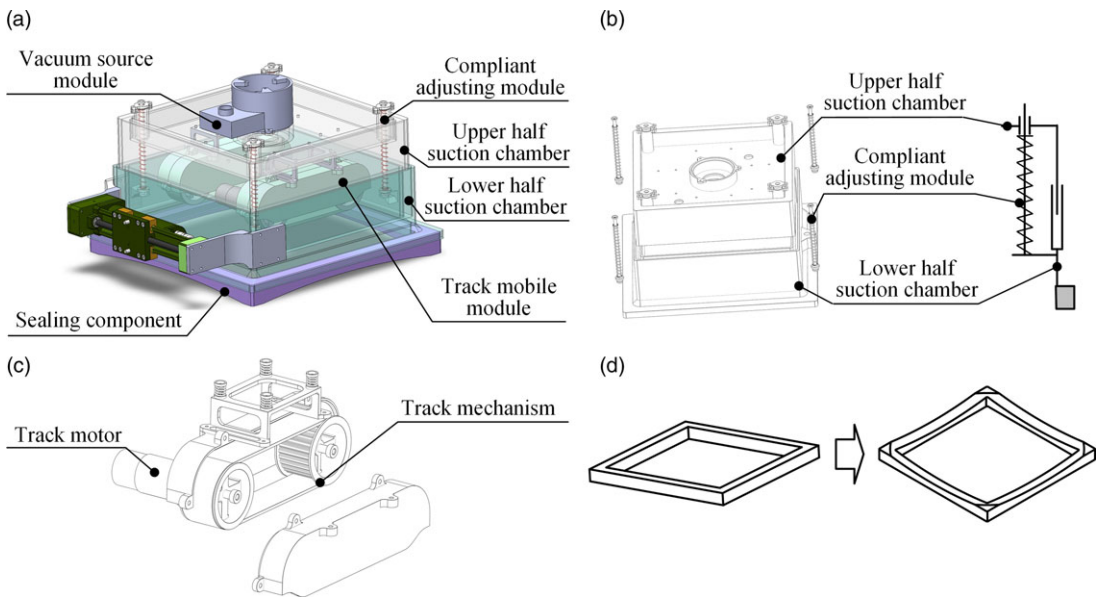 (a)
Vacuum source
module
Compliant
adjusting module
Upper half
suction chamber
Lower half
suction chamber
Track mobile
module
Sealing component
(b)
Upper half
suction chamber
Compliant
adjusting module
Lower half
suction chamber
(c)
Track motor
Track mechanism
(d)